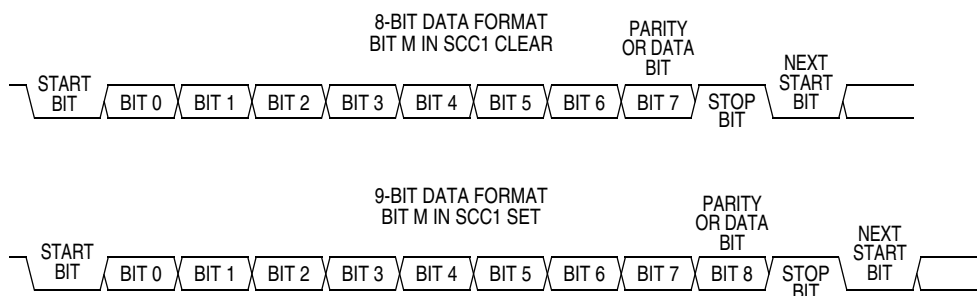 8-BIT DATA FORMAT
BIT M IN SCC1 CLEAR
PARITY
OR DATA
BIT
START
BIT
BIT 0
BIT 1
BIT 2
BIT 3
BIT 4
BIT 5
BIT 6
BIT 7
STOP
BIT
NEXT
START
BIT
9-BIT DATA FORMAT
BIT M IN SCC1 SET
PARITY
OR DATA
BIT
START
BIT
BIT 0
BIT 1
BIT 2
BIT 3
BIT 4
BIT 5
BIT 6
BIT 7
BIT 8
STOP
BIT
NEXT
START
BIT